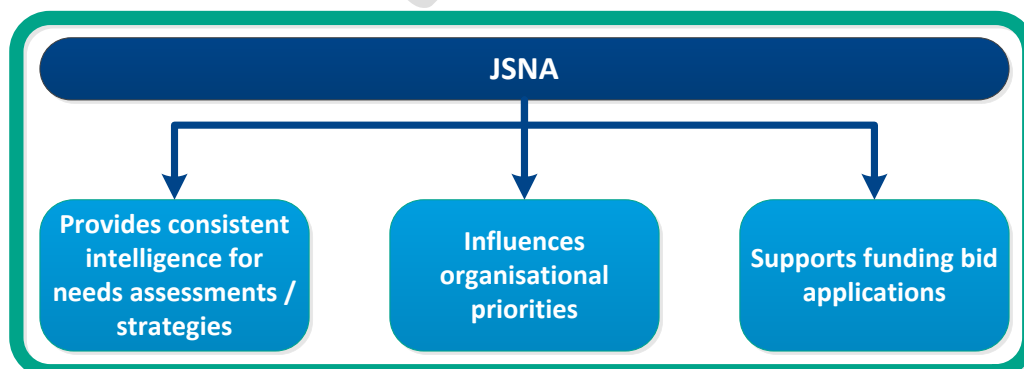 JSNA
Provides consistent
intelligence for
needs assessments /
strategies
Influences
organisational
priorities
Supports funding bid
applications